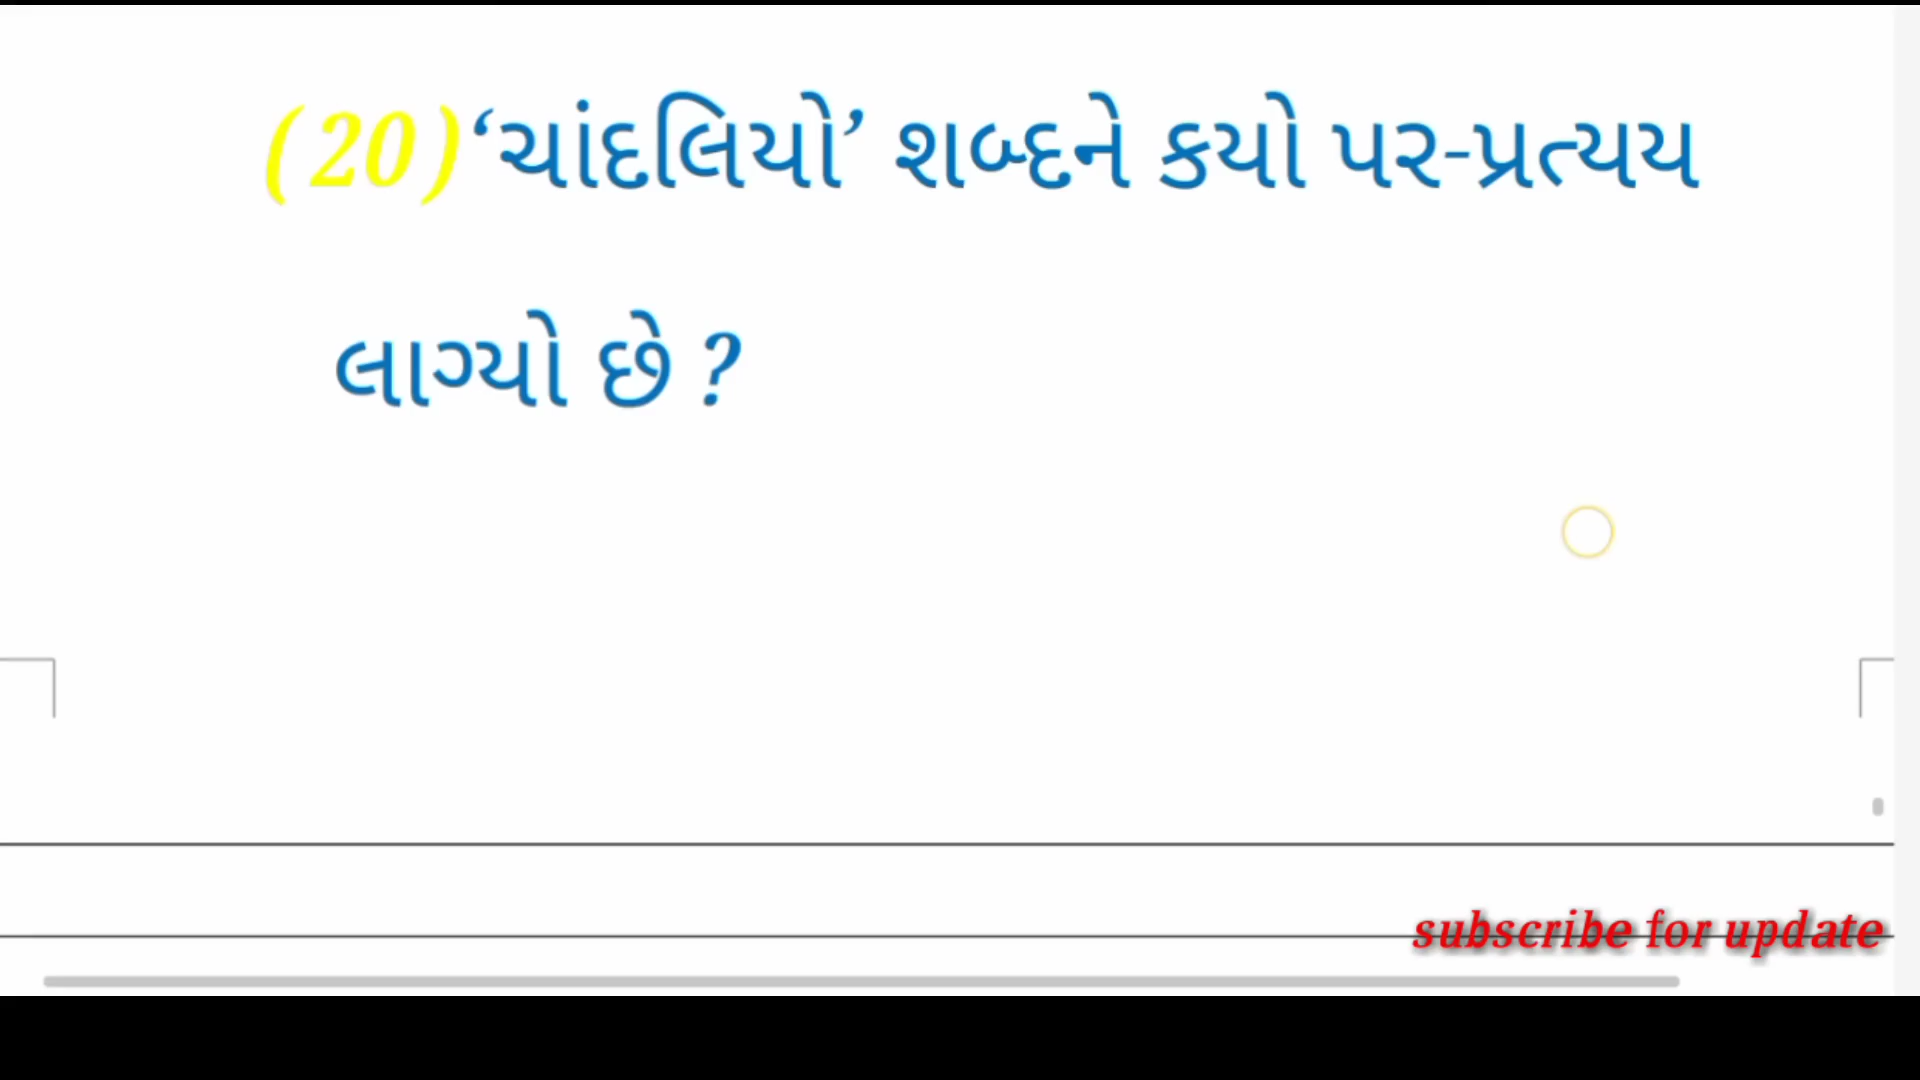 (20)‘ચાંદલિયો’ શબ્દને કયો પર-પ્રત્યય
લાગ્યો છે ?
subscribe for update